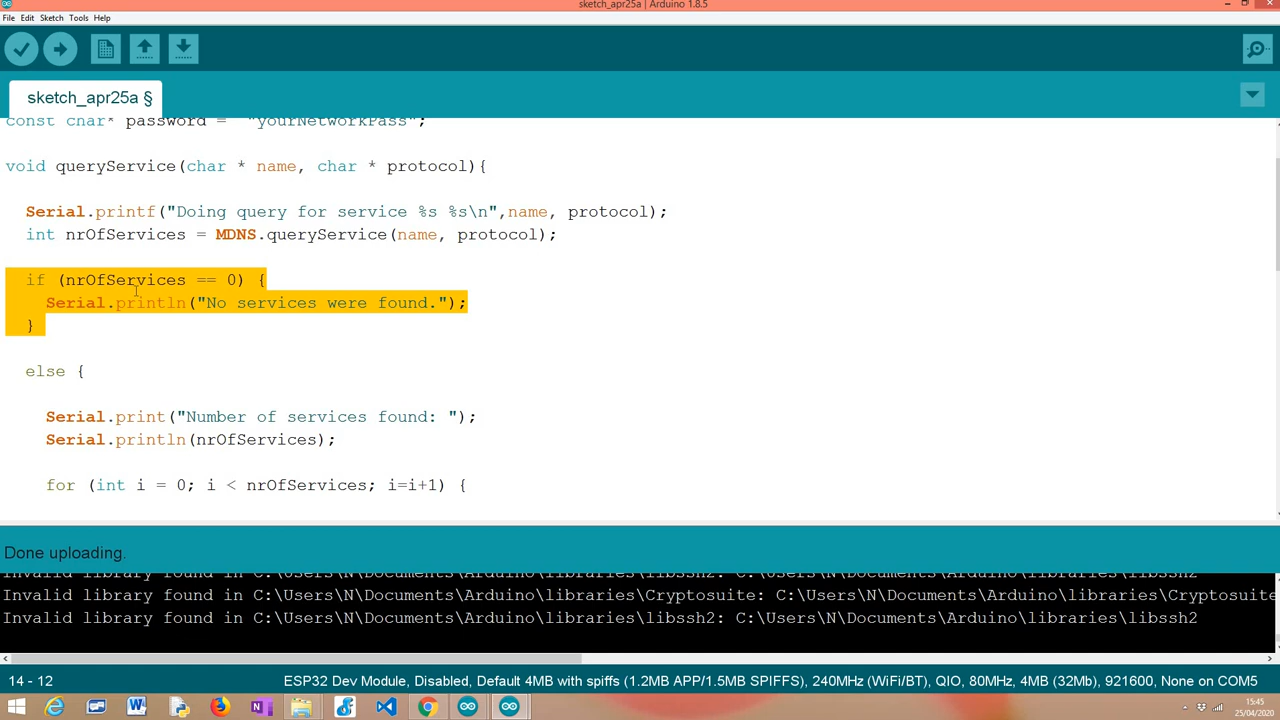 sketch_apr25a | Arduino 1.8.5
File Edit Sketch Tools Help
sketch_apr25a §
const char* password = "yourNetworkPass";
void queryService(char * name, char * protocol){
Serial.printf("Doing query for service %s %s\n",name, protocol);
int nrOfServices = MDNS.queryService(name, protocol);
if (nrOfServices == 0) {
Serial.println("No services were found.");
}
else {
Serial.print("Number of services found: ");
Serial.println(nrOfServices);
for (int i = 0; i < nrOfServices; i=i+1) {
Done uploading.
Invalid library found in C:\Users\N\Documents\Arduino\libraries\libssh2: C:\Users\N\Documents\Arduino\libraries\libssh2
Invalid library found in C:\Users\N\Documents\Arduino\libraries\Cryptosuite: C:\Users\N\Documents\Arduino\libraries\Cryptosuite
Invalid library found in C:\Users\N\Documents\Arduino\libraries\libssh2: C:\Users\N\Documents\Arduino\libraries\libssh2
14 - 12
ESP32 Dev Module, Disabled, Default 4MB with spiffs (1.2MB APP/1.5MB SPIFFS), 240MHz (WiFi/BT), QIO, 80MHz, 4MB (32Mb), 921600, None on COM5
15:45
25/04/2020